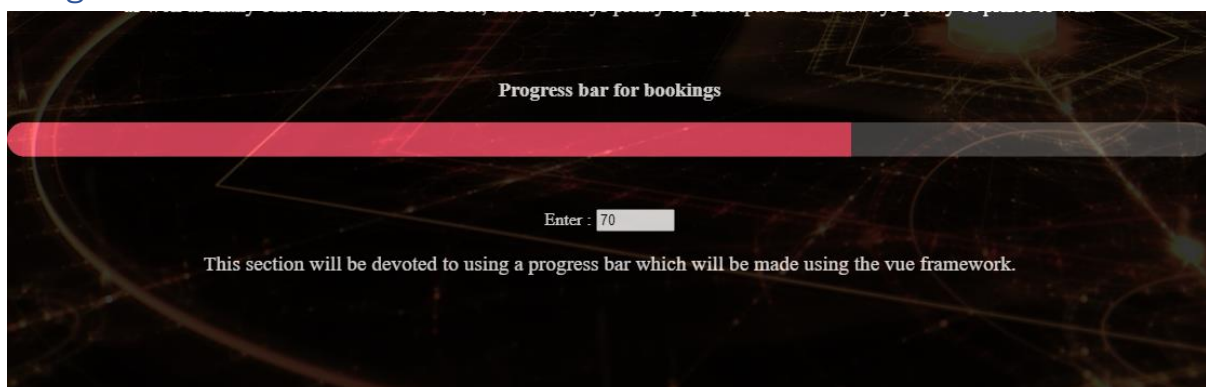 Progress bar for bookings
Enter : 70
This section will be devoted to using a progress bar which will be made using the vue framework.